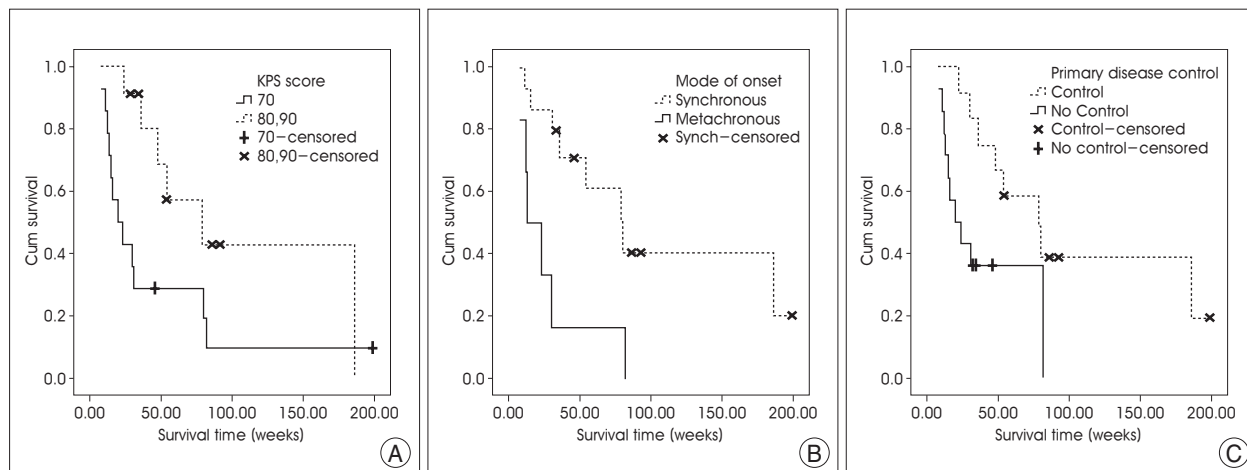 KPS score
70
80,90
70-censored
80,90-censored
Cum survival
1.0
0.8
0.6
0.4
0.2
0.0
0.00 50.00 100.00 150.00 200.00
Survival time (weeks)
A
Mode of onset
Synchronous
Metachronous
Synch-censored
Cum survival
1.0
0.8
0.6
0.4
0.2
0.0
0.00 50.00 100.00 150.00 200.00
Survival time (weeks)
B
Primary disease control
Control
No Control
Control-censored
No control-censored
Cum survival
1.0
0.8
0.6
0.4
0.2
0.0
0.00 50.00 100.00 150.00 200.00
Survival time (weeks)
C